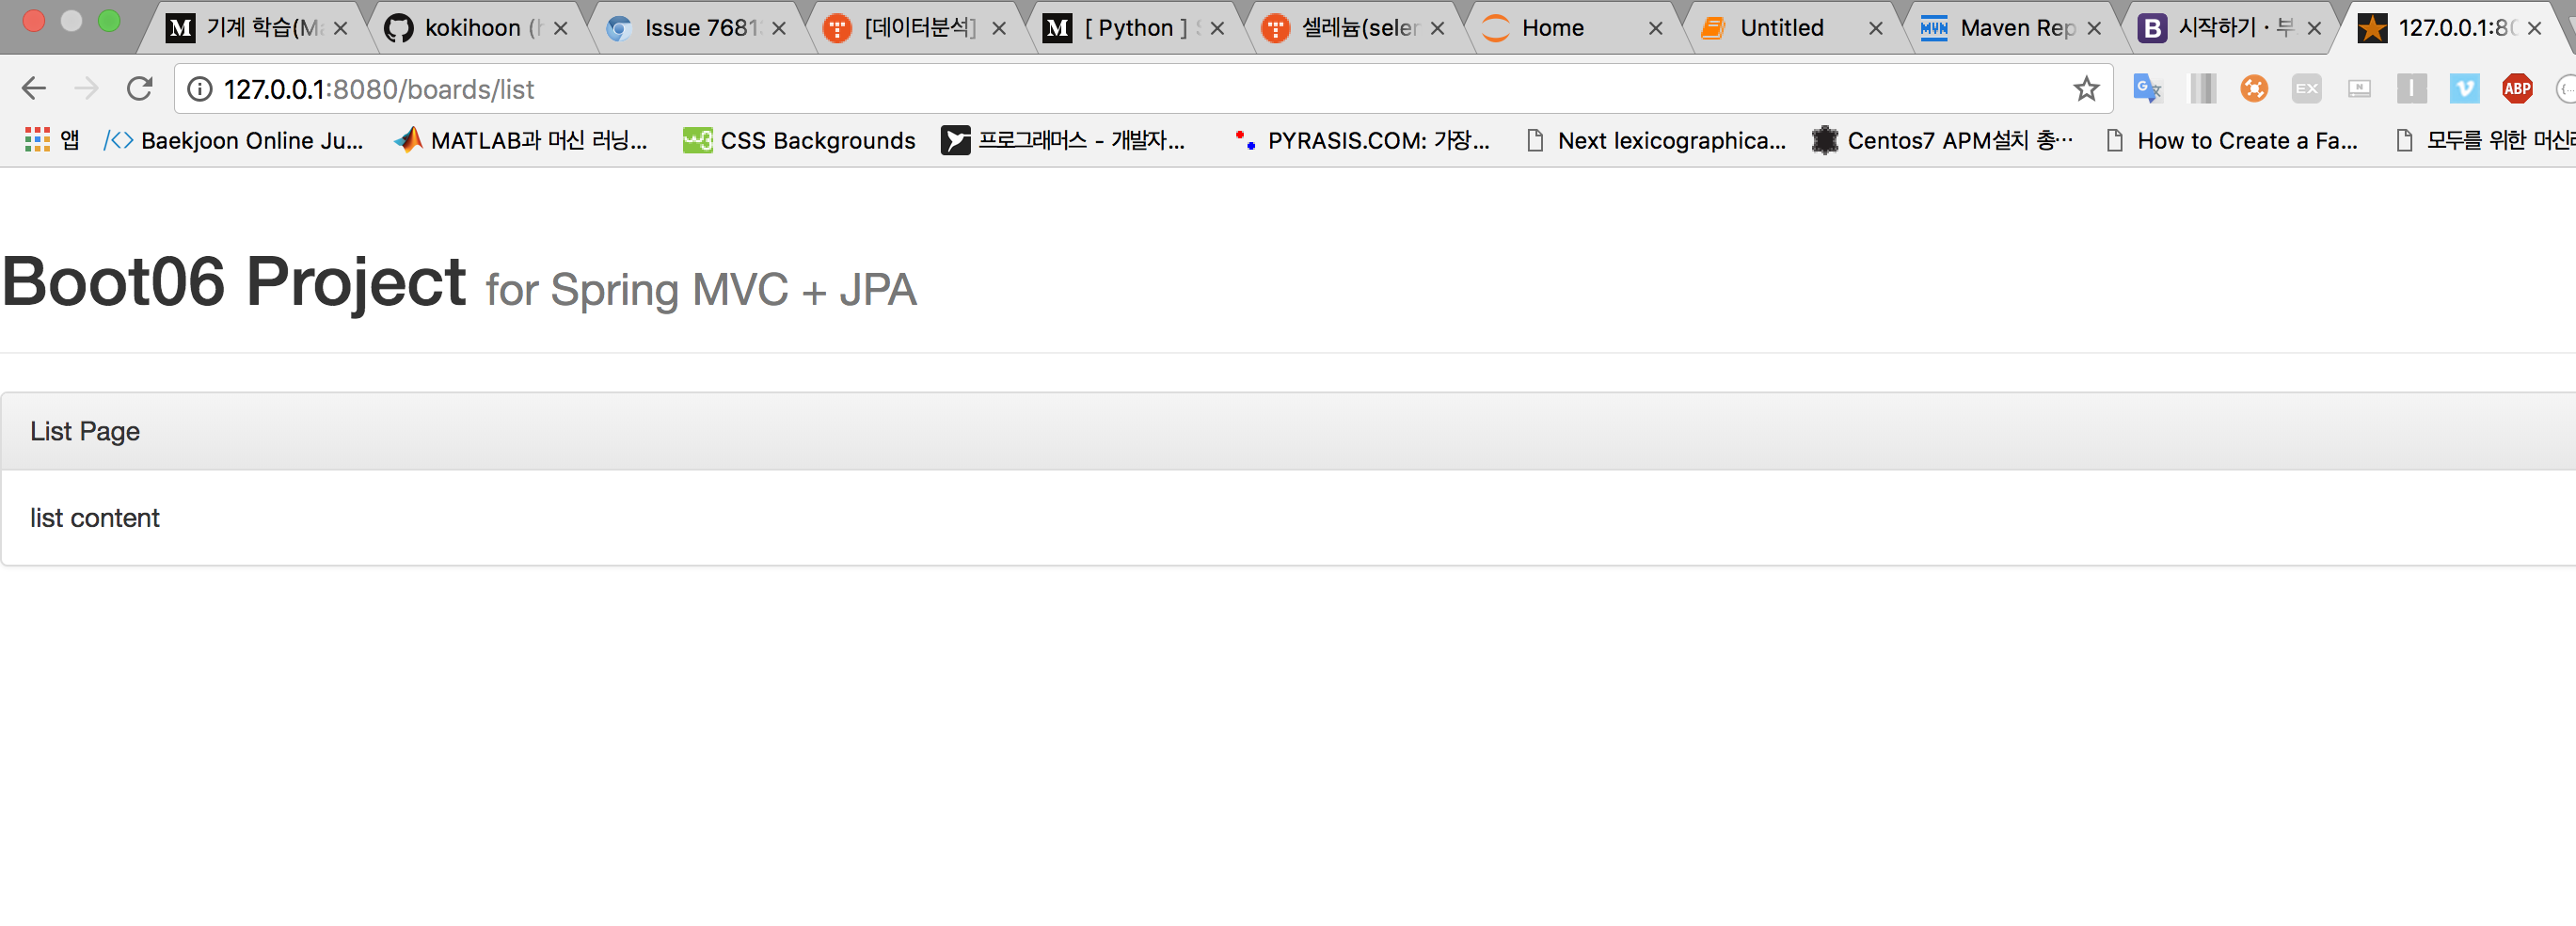 기계 학습(Ma
kokihoon (h
Issue 7681
[데이터분석]
[ Python ] S
셀레늄(seler
Home
Untitled
Maven Rep
시작하기 · 부
127.0.0.1:80
127.0.0.1:8080/boards/list
앱
Baekjoon Online Ju...
MATLAB과 머신 러닝...
CSS Backgrounds
프로그래머스 - 개발자...
PYRASIS.COM: 가장...
Next lexicographica...
Centos7 APM설치 총...
How to Create a Fa...
모두를 위한 머신러
Boot06 Project for Spring MVC + JPA
List Page
list content